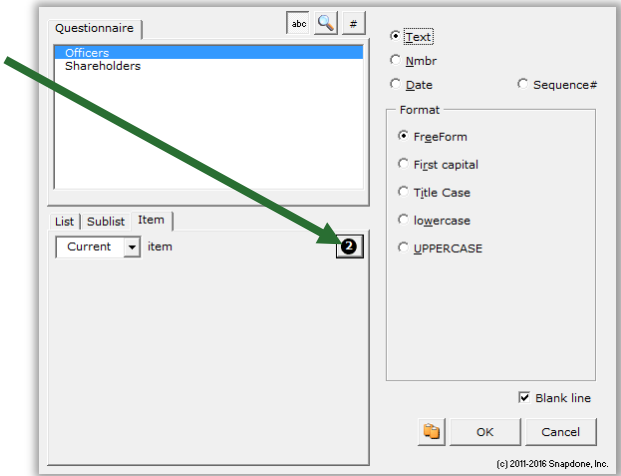 Questionnaire
abc #
Officers
Shareholders
List Sublist Item
Current item
2
Text
Nmbr
Date Sequence#
Format
FreeForm
First capital
Title Case
lowercase
UPPERCASE
Blank line
OK Cancel
(c) 2011-2016 Snapdone, Inc.